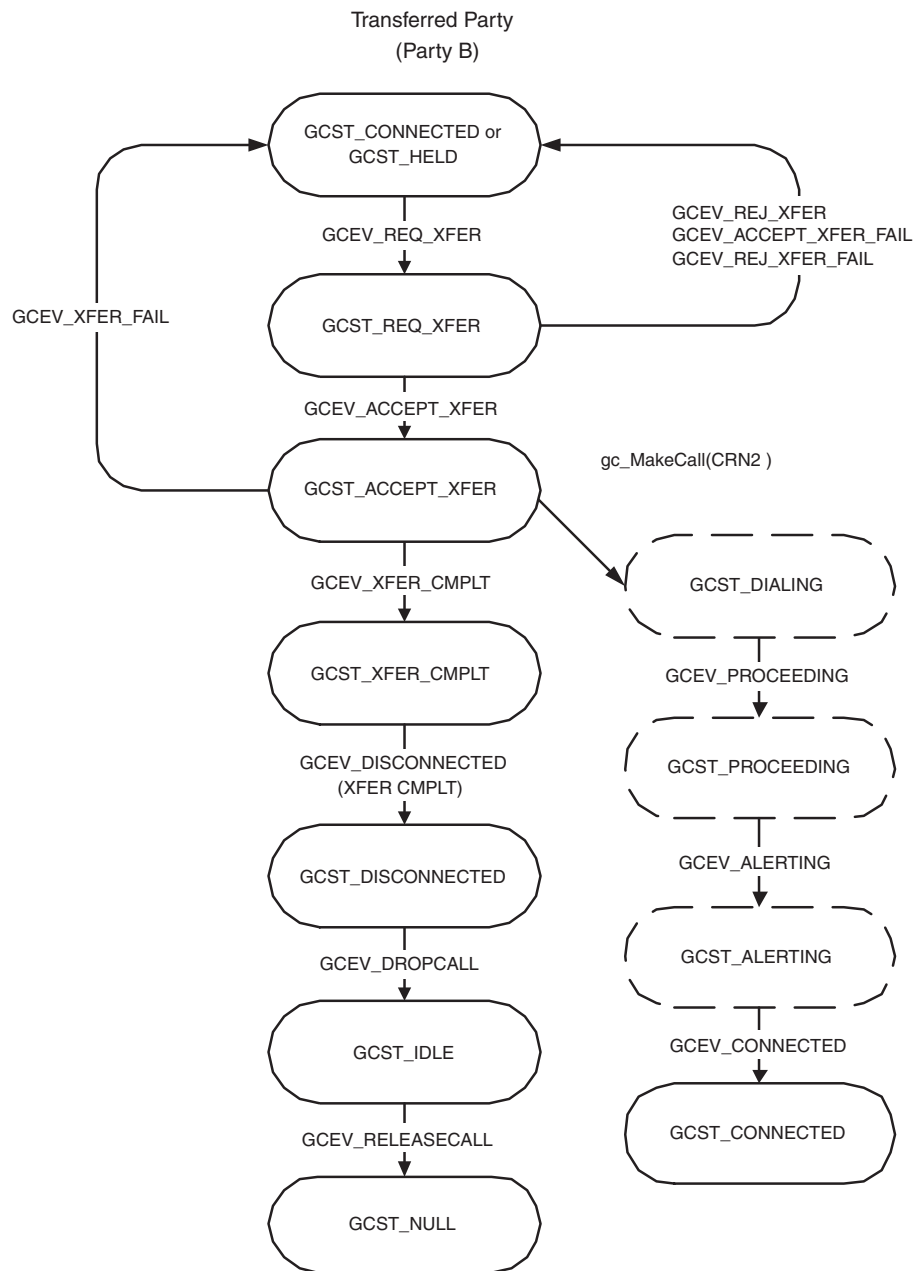 Transferred Party
(Party B)
GCST_CONNECTED or
GCST_HELD
GCEV_REJ_XFER
GCEV_ACCEPT_XFER_FAIL
GCEV_REJ_XFER_FAIL
GCEV_REQ_XFER
GCEV_XFER_FAIL
GCST_REQ_XFER
GCEV_ACCEPT_XFER
gc_MakeCall(CRN2 )
GCST_ACCEPT_XFER
GCEV_XFER_CMPLT
GCST_DIALING
GCST_XFER_CMPLT
GCEV_PROCEEDING
GCEV_DISCONNECTED
(XFER CMPLT)
GCST_PROCEEDING
GCST_DISCONNECTED
GCEV_ALERTING
GCEV_DROPCALL
GCST_ALERTING
GCST_IDLE
GCEV_CONNECTED
GCEV_RELEASECALL
GCST_CONNECTED
GCST_NULL